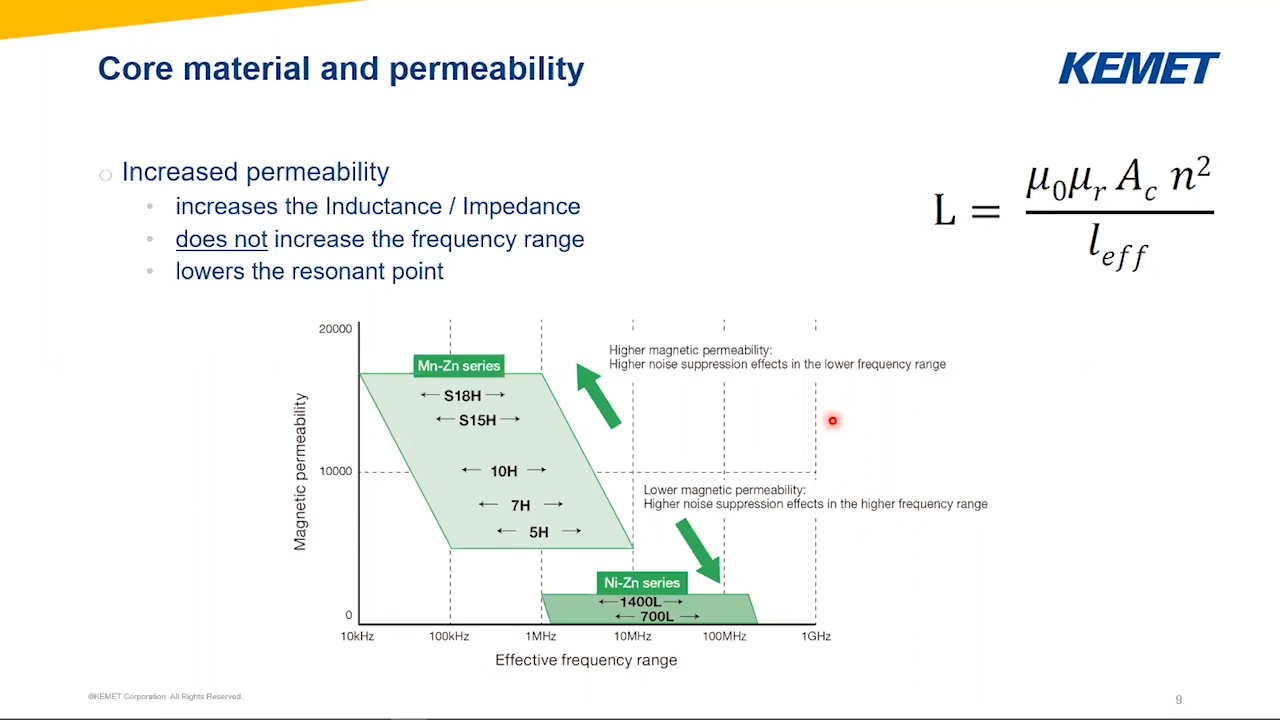 Core material and permeability
KEMET
Increased permeability
increases the Inductance / Impedance
does not increase the frequency range
lowers the resonant point
L = μ₀μᵣ A_c n² / l_eff
20000
10000
0
Magnetic permeability
Mn-Zn series
S18H
S15H
10H
7H
5H
Higher magnetic permeability:
Higher noise suppression effects in the lower frequency range
Lower magnetic permeability:
Higher noise suppression effects in the higher frequency range
Ni-Zn series
1400L
700L
10kHz 100kHz 1MHz 10MHz 100MHz 1GHz
Effective frequency range
©KEMET Corporation. All Rights Reserved.
9